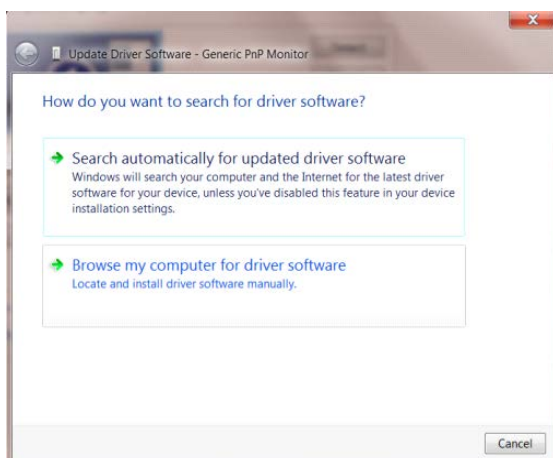 Update Driver Software - Generic PnP Monitor
How do you want to search for driver software?
Search automatically for updated driver software
Windows will search your computer and the Internet for the latest driver
software for your device, unless you've disabled this feature in your device
installation settings.
Browse my computer for driver software
Locate and install driver software manually.
Cancel